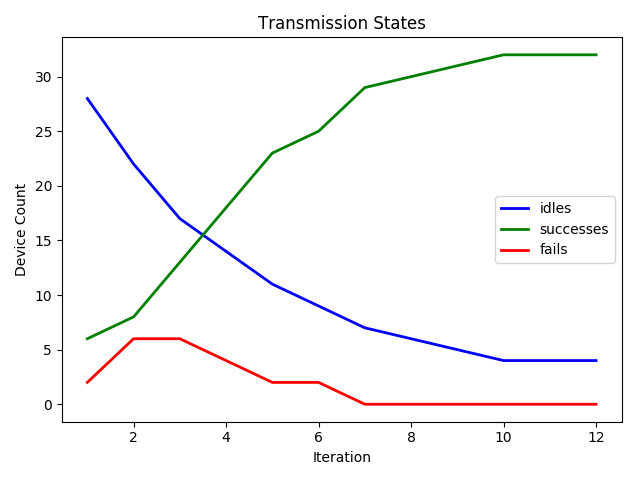 Transmission States
Device Count
30
25
20
15
10
5
0
idles
successes
fails
2 4 6 8 10 12
Iteration